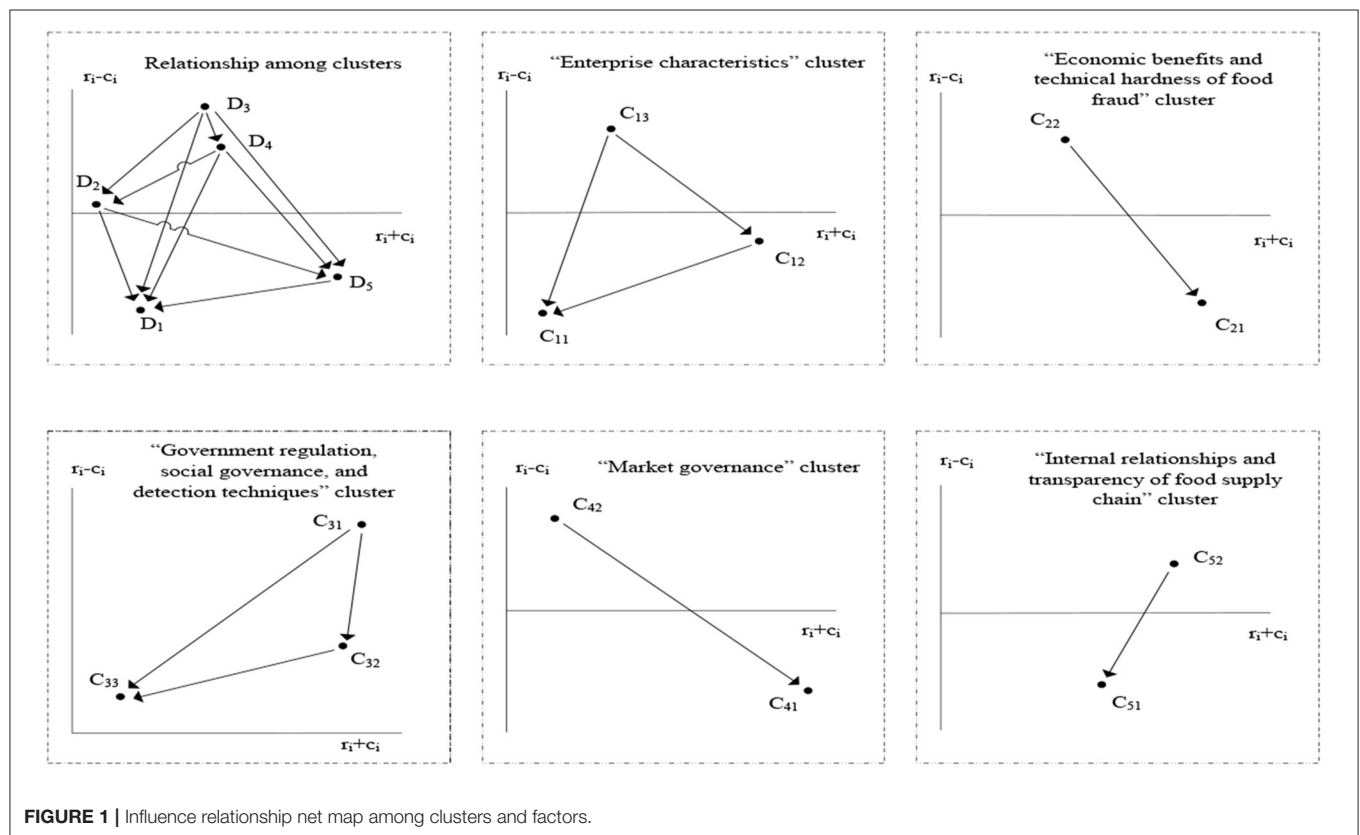 Relationship among clusters
rᵢ-cᵢ
D₃
D₄
D₂
rᵢ+cᵢ
D₅
D₁
“Enterprise characteristics” cluster
rᵢ-cᵢ
C₁₃
rᵢ+cᵢ
C₁₂
C₁₁
“Economic benefits and
technical hardness of food
fraud” cluster
rᵢ-cᵢ
C₂₂
rᵢ+cᵢ
C₂₁
“Government regulation,
social governance, and
detection techniques” cluster
rᵢ-cᵢ
C₃₁
C₃₂
C₃₃
rᵢ+cᵢ
“Market governance” cluster
rᵢ-cᵢ
C₄₂
rᵢ+cᵢ
C₄₁
“Internal relationships and
transparency of food supply
chain” cluster
rᵢ-cᵢ
C₅₂
rᵢ+cᵢ
C₅₁
FIGURE 1 | Influence relationship net map among clusters and factors.